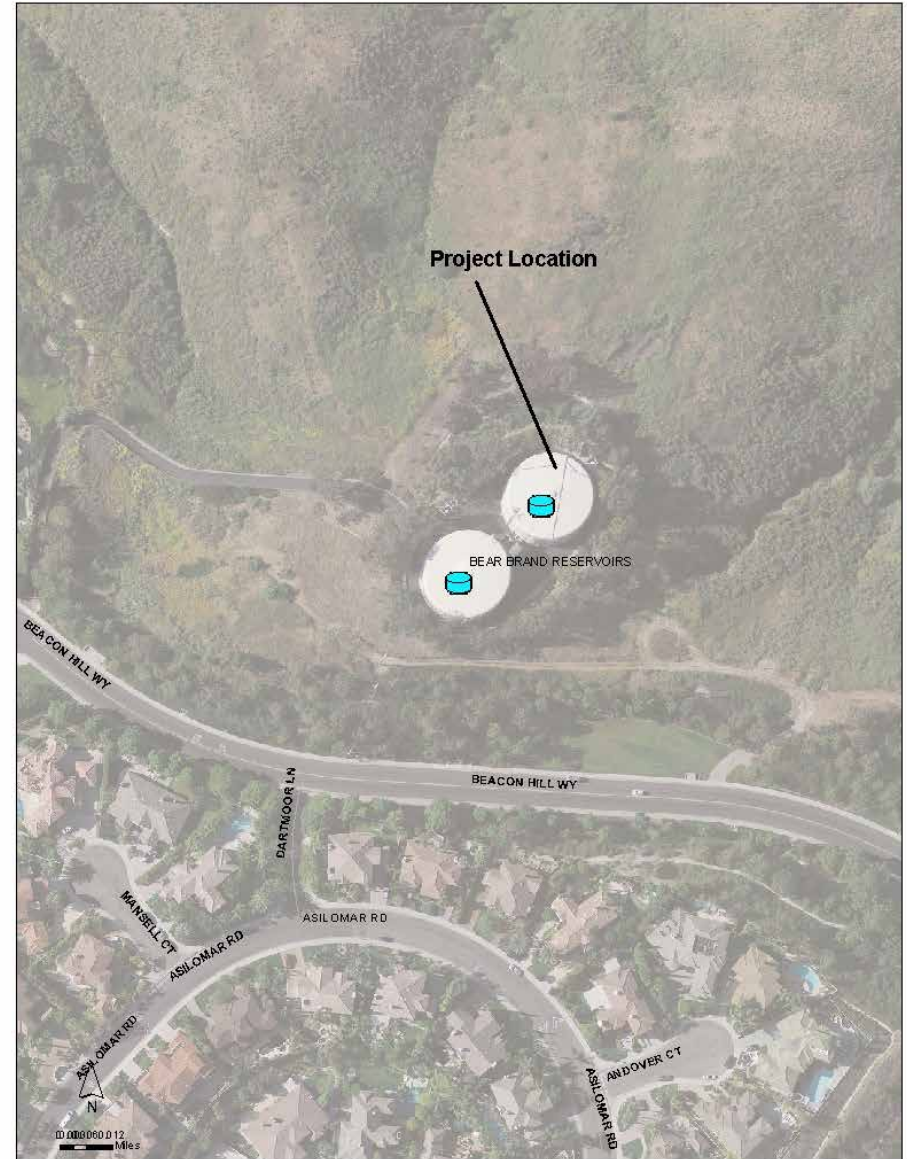 Project Location
BEAR BRAND RESERVOIRS
BEACON HILL WY
BEACON HILL WY
DARTMOOR LN
MANSELL CT
ASILOMAR RD
ASILOMAR RD
ASILOMAR RD
ANDOVER CT
ASILOMAR RD
N
Miles